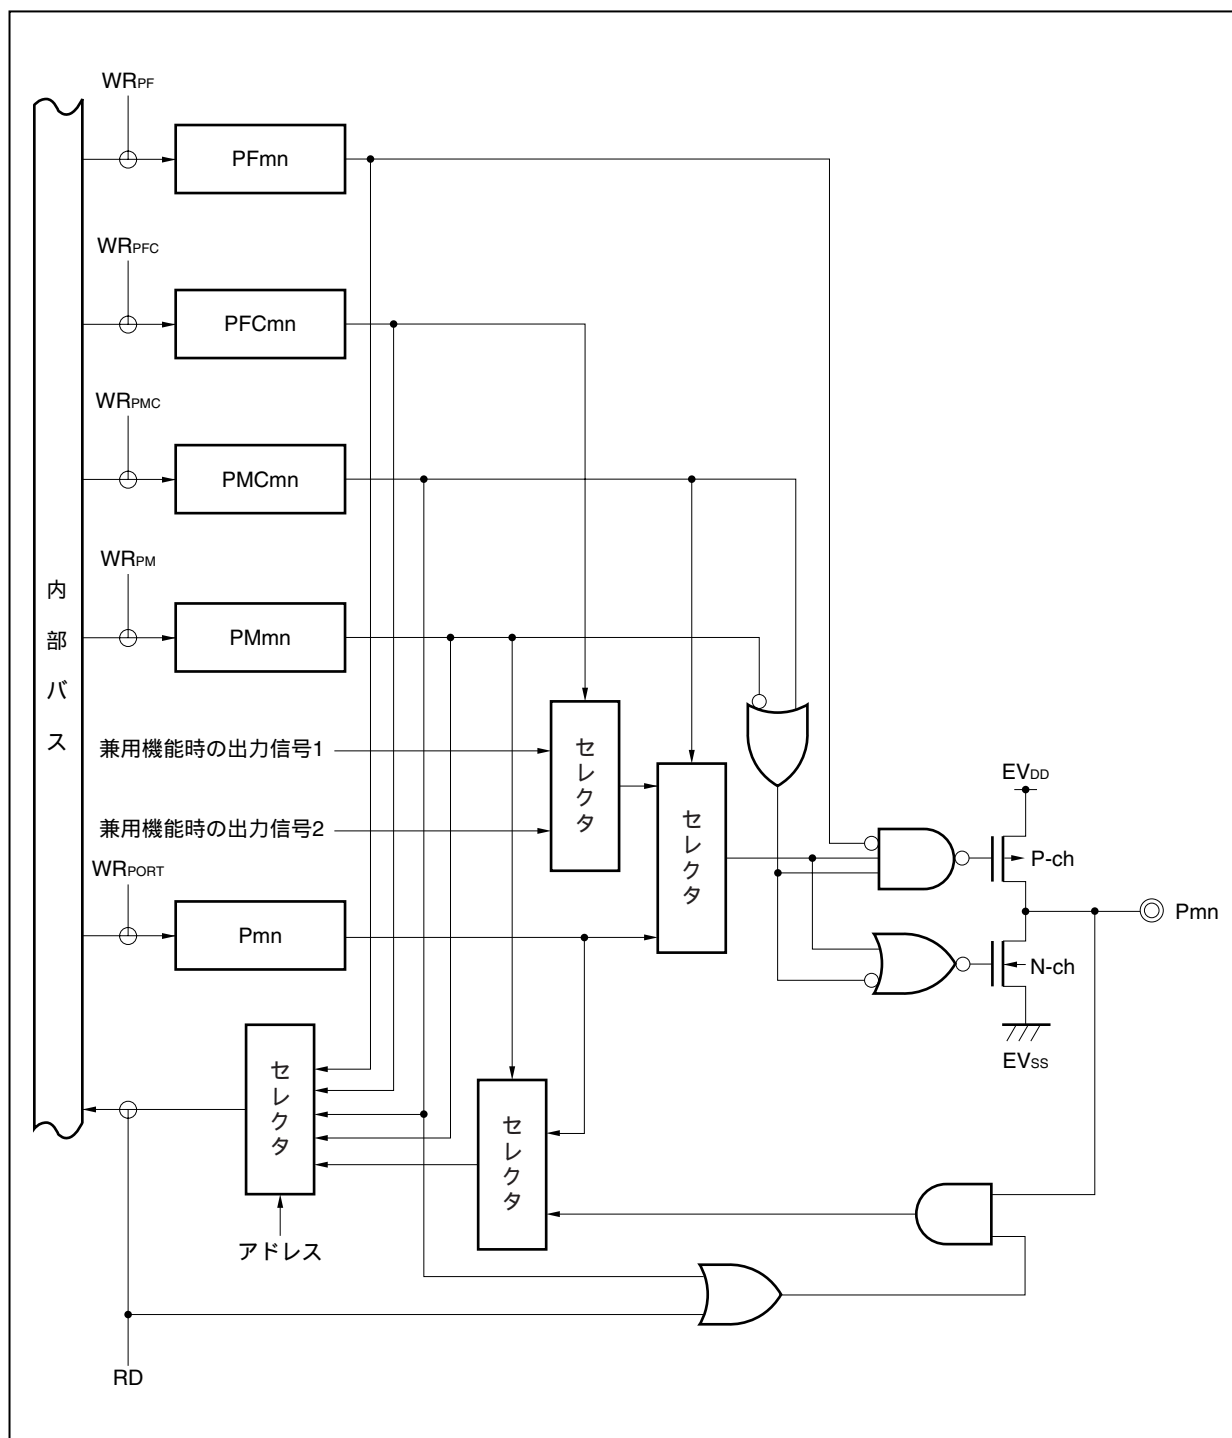 WRPF
PFmn
WRPFC
PFCmn
WRPMC
PMCmn
WRPM
PMmn
内部バス
兼用機能時の出力信号1
兼用機能時の出力信号2
セレクタ
セレクタ
WRPORT
Pmn
EVDD
P-ch
Pmn
N-ch
EVSS
セレクタ
セレクタ
アドレス
RD